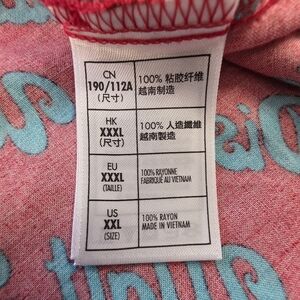 CN
190/112A
(尺寸)
100% 粘胶纤维
越南制造
HK
XXXL
(尺寸)
100% 人造纖維
越南製造
EU
XXXL
(TAILLE)
100% RAYONNE
FABRIQUÉ AU VIETNAM
US
XXL
(SIZE)
100% RAYON
MADE IN VIETNAM